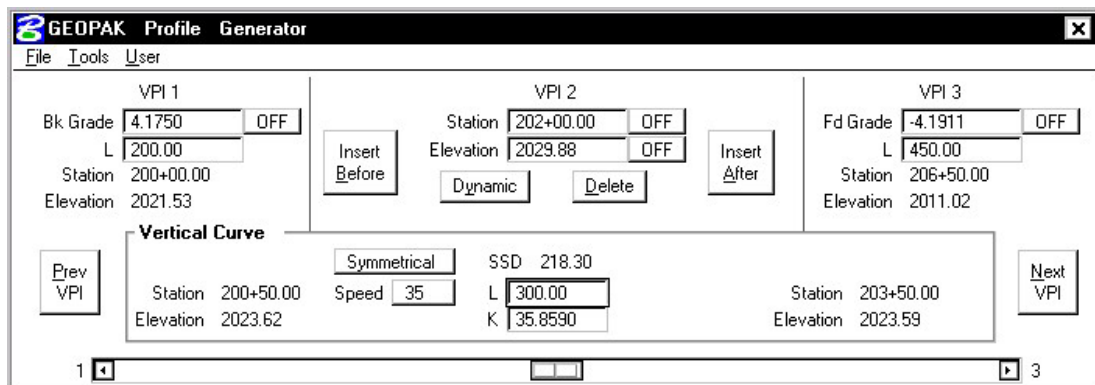 GEOPAK Profile Generator
File Tools User
VPI 1
Bk Grade 4.1750 OFF
L 200.00
Station 200+00.00
Elevation 2021.53
Insert Before
VPI 2
Station 202+00.00 OFF
Elevation 2029.88 OFF
Dynamic Delete
Insert After
VPI 3
Fd Grade -4.1911 OFF
L 450.00
Station 206+50.00
Elevation 2011.02
Prev VPI
Vertical Curve
Symmetrical SSD 218.30
Station 200+50.00 Speed 35 L 300.00 Station 203+50.00
Elevation 2023.62 K 35.8590 Elevation 2023.59
Next VPI
1 3